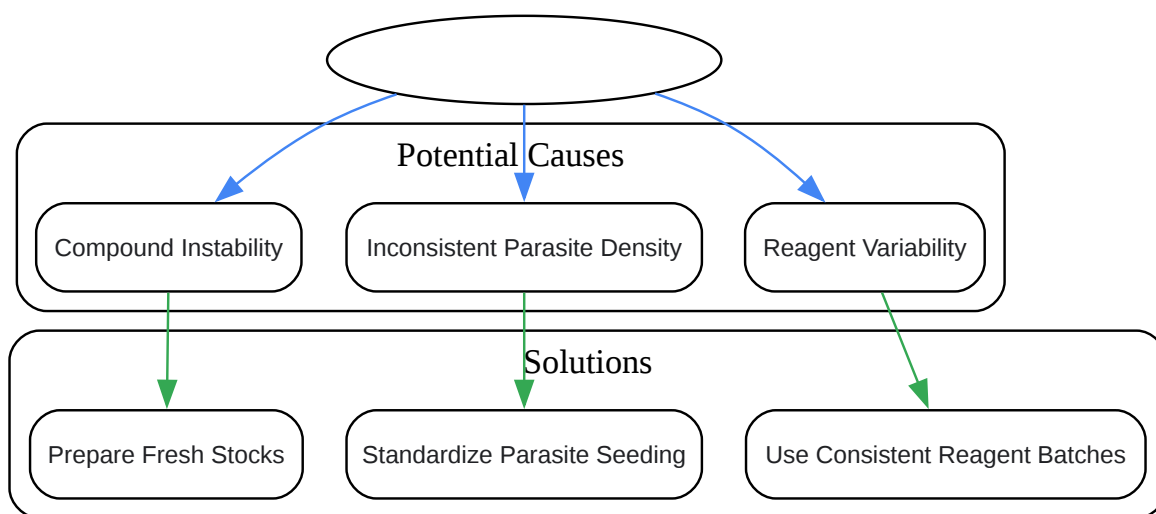 Potential Causes
Compound Instability
Inconsistent Parasite Density
Reagent Variability
Solutions
Prepare Fresh Stocks
Standardize Parasite Seeding
Use Consistent Reagent Batches